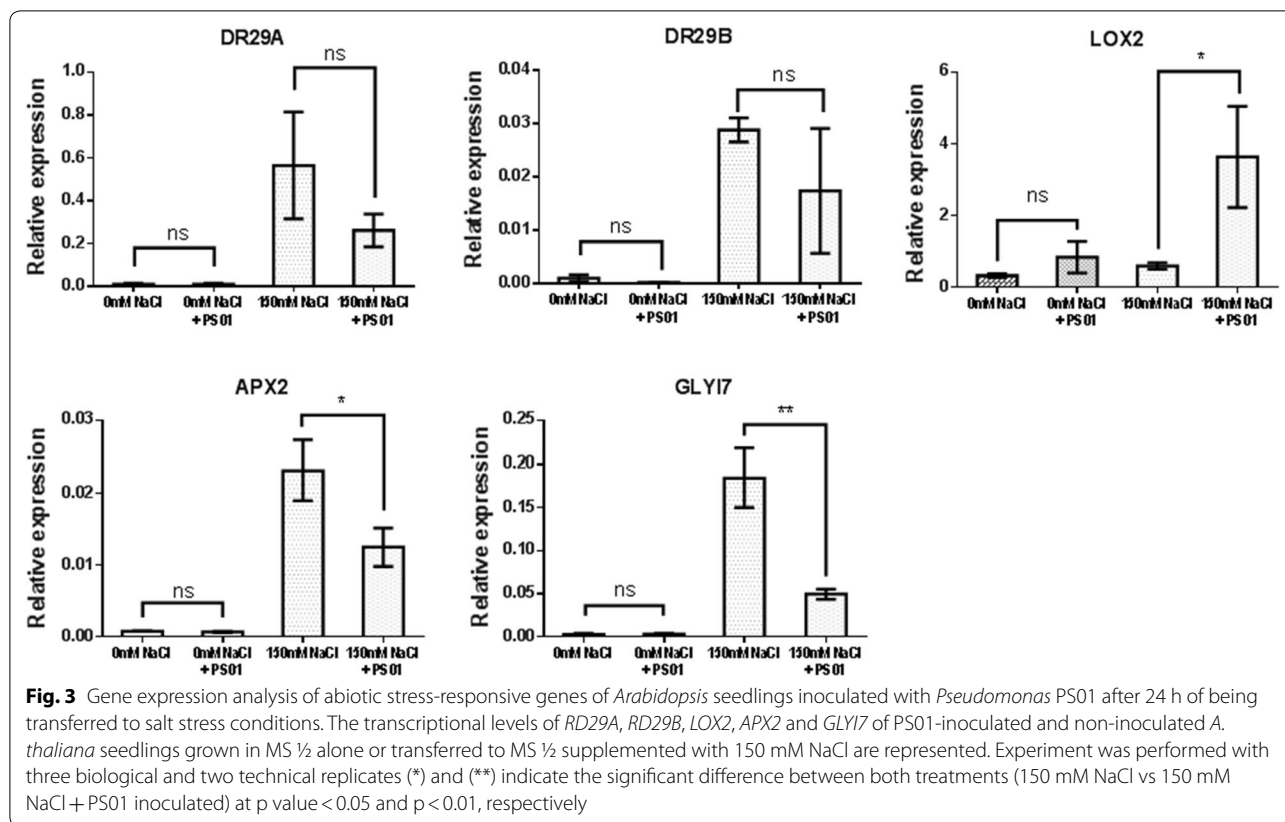 DR29A
ns
ns
Relative expression
1.0
0.8
0.6
0.4
0.2
0.0
0mM NaCl
0mM NaCl
+PS01
150mM NaCl
150mM NaCl
+PS01
DR29B
ns
ns
Relative expression
0.04
0.03
0.02
0.01
0.00
0mM NaCl
0mM NaCl
+PS01
150mM NaCl
150mM NaCl
+PS01
LOX2
*
ns
Relative expression
6
4
2
0
0mM NaCl
0mM NaCl
+PS01
150mM NaCl
150mM NaCl
+PS01
APX2
*
ns
Relative expression
0.03
0.02
0.01
0.00
0mM NaCl
0mM NaCl
+PS01
150mM NaCl
150mM NaCl
+PS01
GLYI7
**
ns
Relative expression
0.25
0.20
0.15
0.10
0.05
0.00
0mM NaCl
0mM NaCl
+PS01
150mM NaCl
150mM NaCl
+PS01
Fig. 3 Gene expression analysis of abiotic stress-responsive genes of Arabidopsis seedlings inoculated with Pseudomonas PS01 after 24 h of being
transferred to salt stress conditions. The transcriptional levels of RD29A, RD29B, LOX2, APX2 and GLYI7 of PS01-inoculated and non-inoculated A.
thaliana seedlings grown in MS ½ alone or transferred to MS ½ supplemented with 150 mM NaCl are represented. Experiment was performed with
three biological and two technical replicates (*) and (**) indicate the significant difference between both treatments (150 mM NaCl vs 150 mM
NaCl + PS01 inoculated) at p value < 0.05 and p < 0.01, respectively